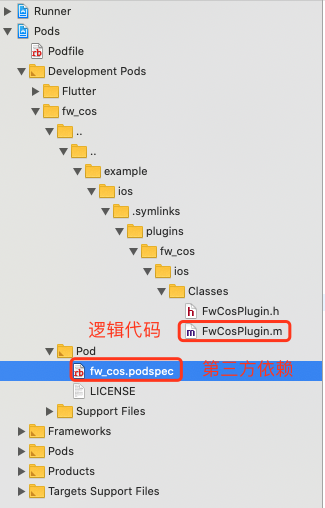 Runner
Pods
Podfile
Development Pods
Flutter
fw_cos
..
..
example
ios
.symlinks
plugins
fw_cos
ios
Classes
h FwCosPlugin.h
逻辑代码 m FwCosPlugin.m
Pod
rb fw_cos.podspec 第三方依赖
LICENSE
Support Files
Frameworks
Pods
Products
Targets Support Files